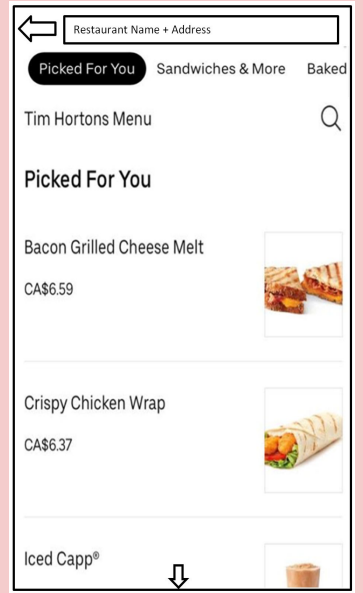 Restaurant Name + Address
Picked For You Sandwiches & More Baked
Tim Hortons Menu
Picked For You
Bacon Grilled Cheese Melt
CA$6.59
Crispy Chicken Wrap
CA$6.37
Iced Capp®